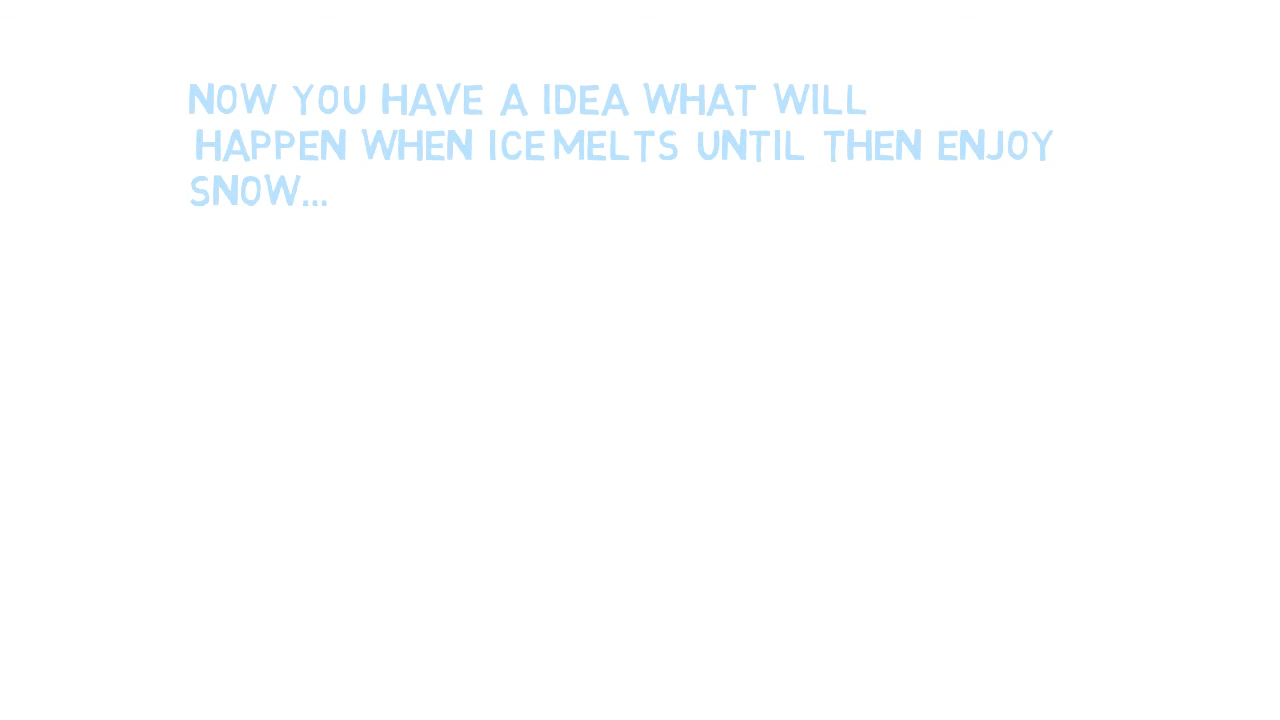 NOW YOU HAVE A IDEA WHAT WILL
HAPPEN WHEN ICE MELTS UNTIL THEN ENJOY
SNOW...